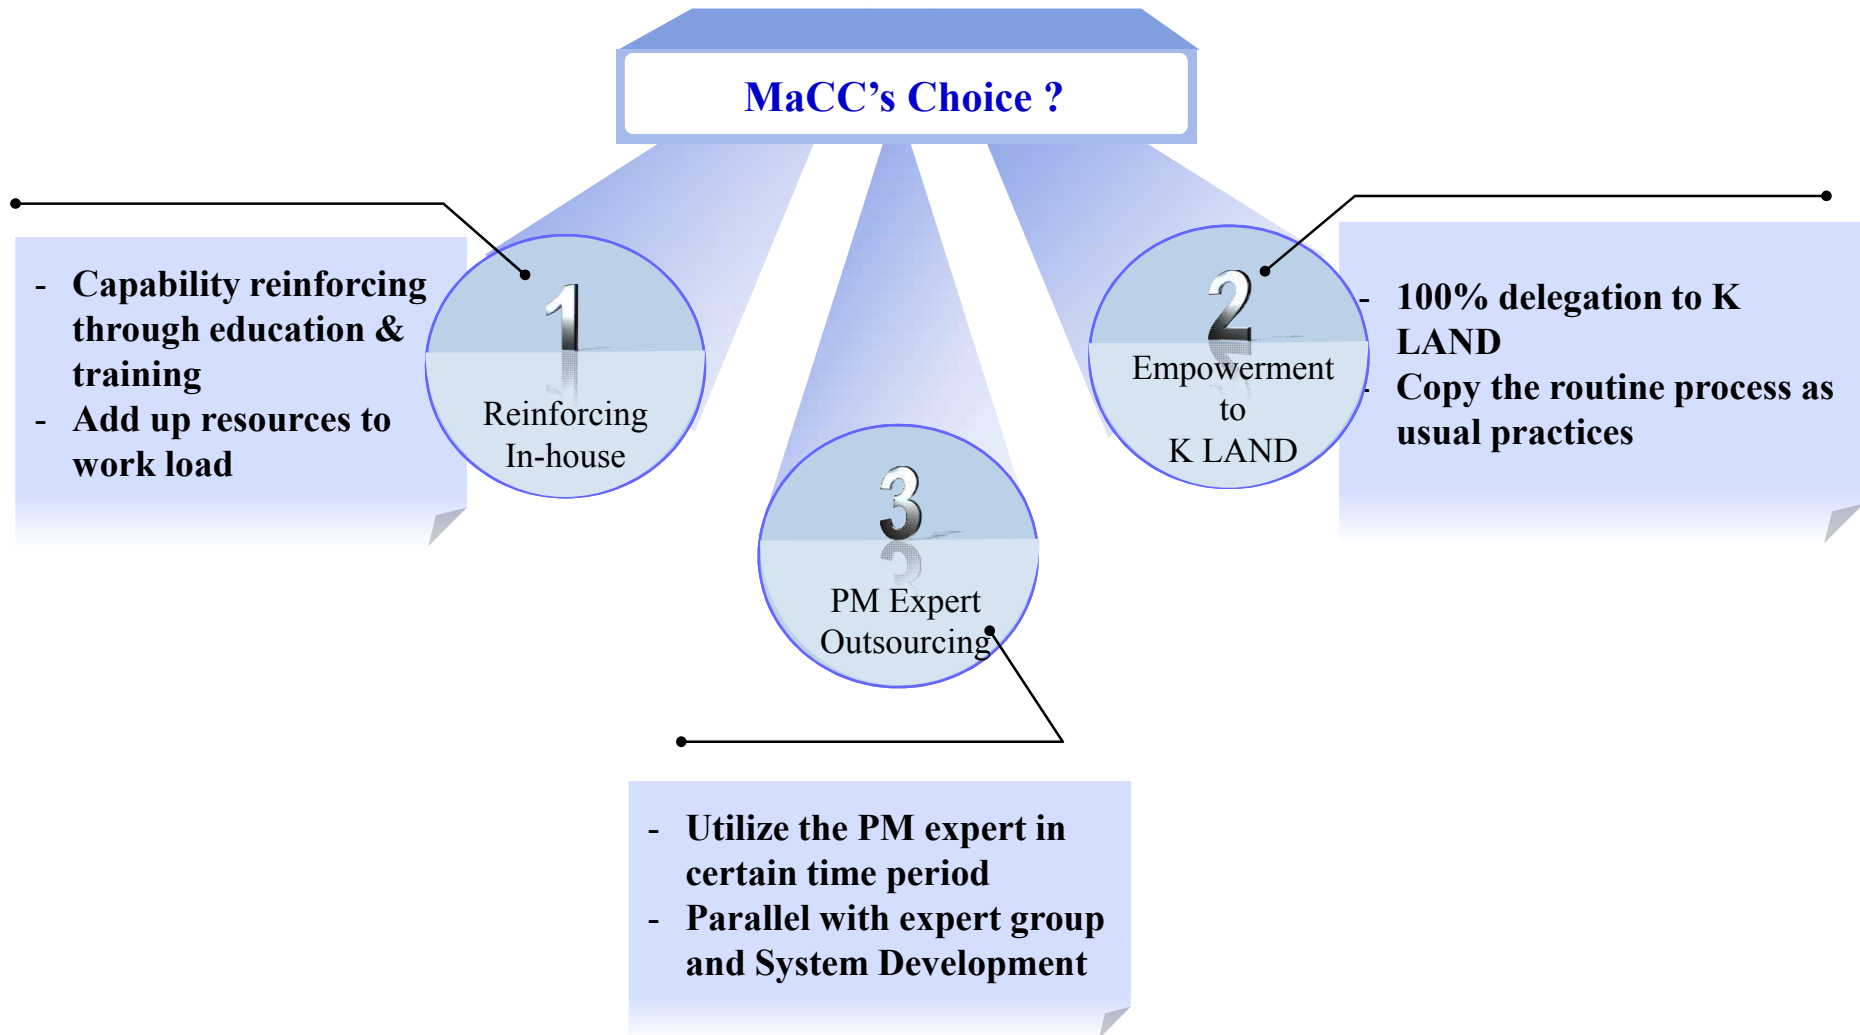 MaCC’s Choice ?
- Capability reinforcing
through education &
training
- Add up resources to
work load
1
Reinforcing
In-house
2
Empowerment
to
K LAND
- 100% delegation to K
LAND
- Copy the routine process as
usual practices
3
PM Expert
Outsourcing
- Utilize the PM expert in
certain time period
- Parallel with expert group
and System Development